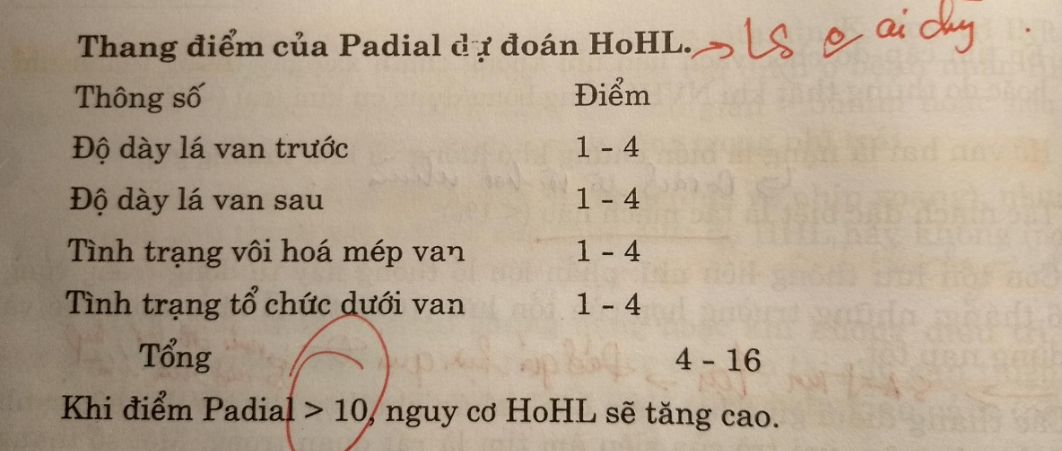 Thang điểm của Padial dự đoán HoHL. → LS
Thông số Điểm
Độ dày lá van trước 1 - 4
Độ dày lá van sau 1 - 4
Tình trạng vôi hoá mép van 1 - 4
Tình trạng tổ chức dưới van 1 - 4
Tổng 4 - 16
Khi điểm Padial > 10, nguy cơ HoHL sẽ tăng cao.